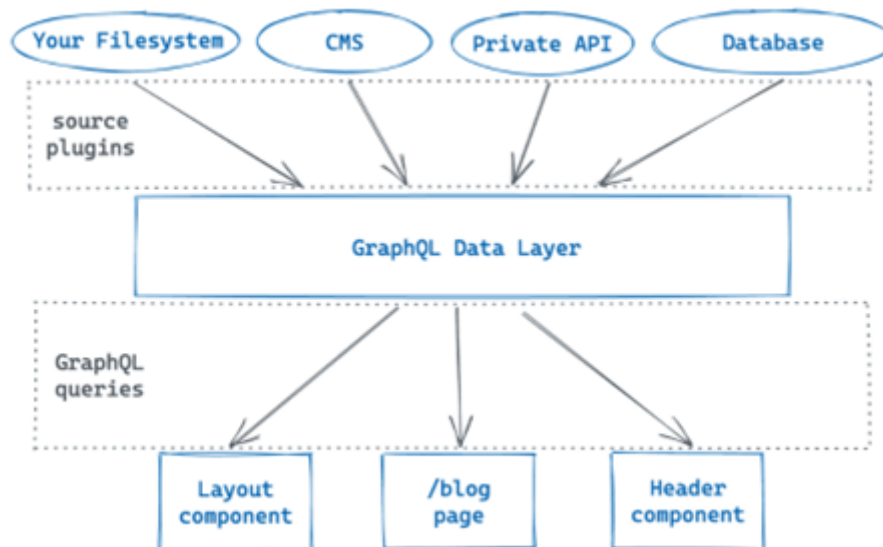 Your Filesystem
CMS
Private API
Database
source
plugins
GraphQL Data Layer
GraphQL
queries
Layout
component
/blog
page
Header
component